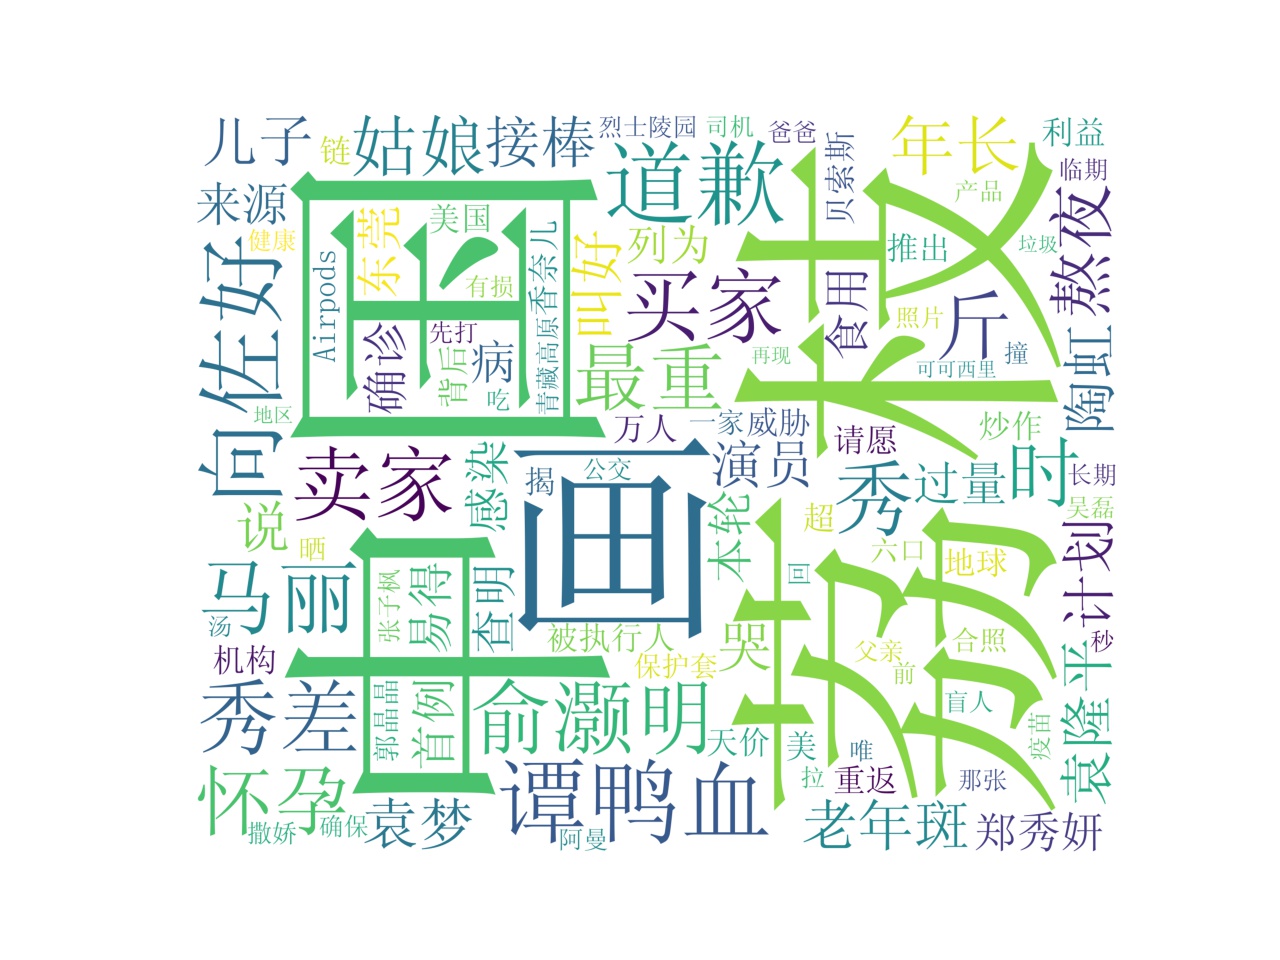 儿子
链
姑娘
接棒
烈士陵园
司机
爸爸
年长
利益
来源
健康
东莞
美国
有损
道歉
列为
贝索斯
产品
临期
向佐好
Airpods
先打
背后
香奈儿
青藏高原
叫好
买家
推出
食用
照片
斤
垃圾
熬夜
中国
荔枝
确诊
病
吃
最重
再现
撞
可可西里
陶虹
地区
万人
一家
威胁
请愿
炒作
卖家
感染
揭
公交
画
演员
秀
过量
时
长期
吴磊
说
晒
本轮
超
回
六口
地球
计划
马丽
汤
张子枫
易得
查明
被执行人
保护套
哭
父亲
前
合照
秒
机构
秀差
郭晶晶
首例
俞灏明
天价
美
唯
盲人
疫苗
袁隆平
怀孕
撒娇
确保
袁梦
谭鸭血
阿曼
拉
重返
那张
老年斑
郑秀妍